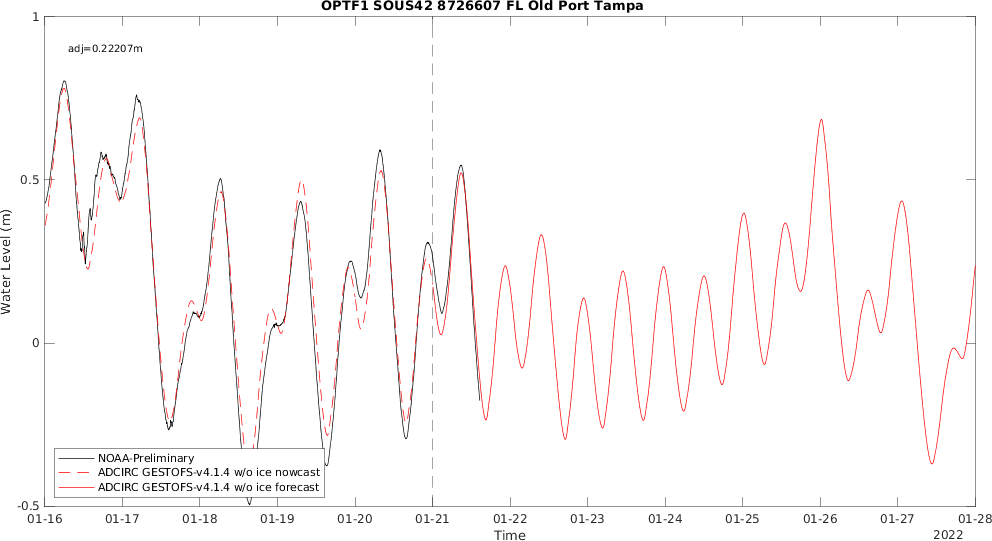 OPTF1 SOUS42 8726607 FL Old Port Tampa
adj=0.22207m
Water Level (m)
1
0.5
0
-0.5
NOAA-Preliminary
ADCIRC GESTOFS-v4.1.4 w/o ice nowcast
ADCIRC GESTOFS-v4.1.4 w/o ice forecast
01-16 01-17 01-18 01-19 01-20 01-21 01-22 01-23 01-24 01-25 01-26 01-27 01-28
Time
2022